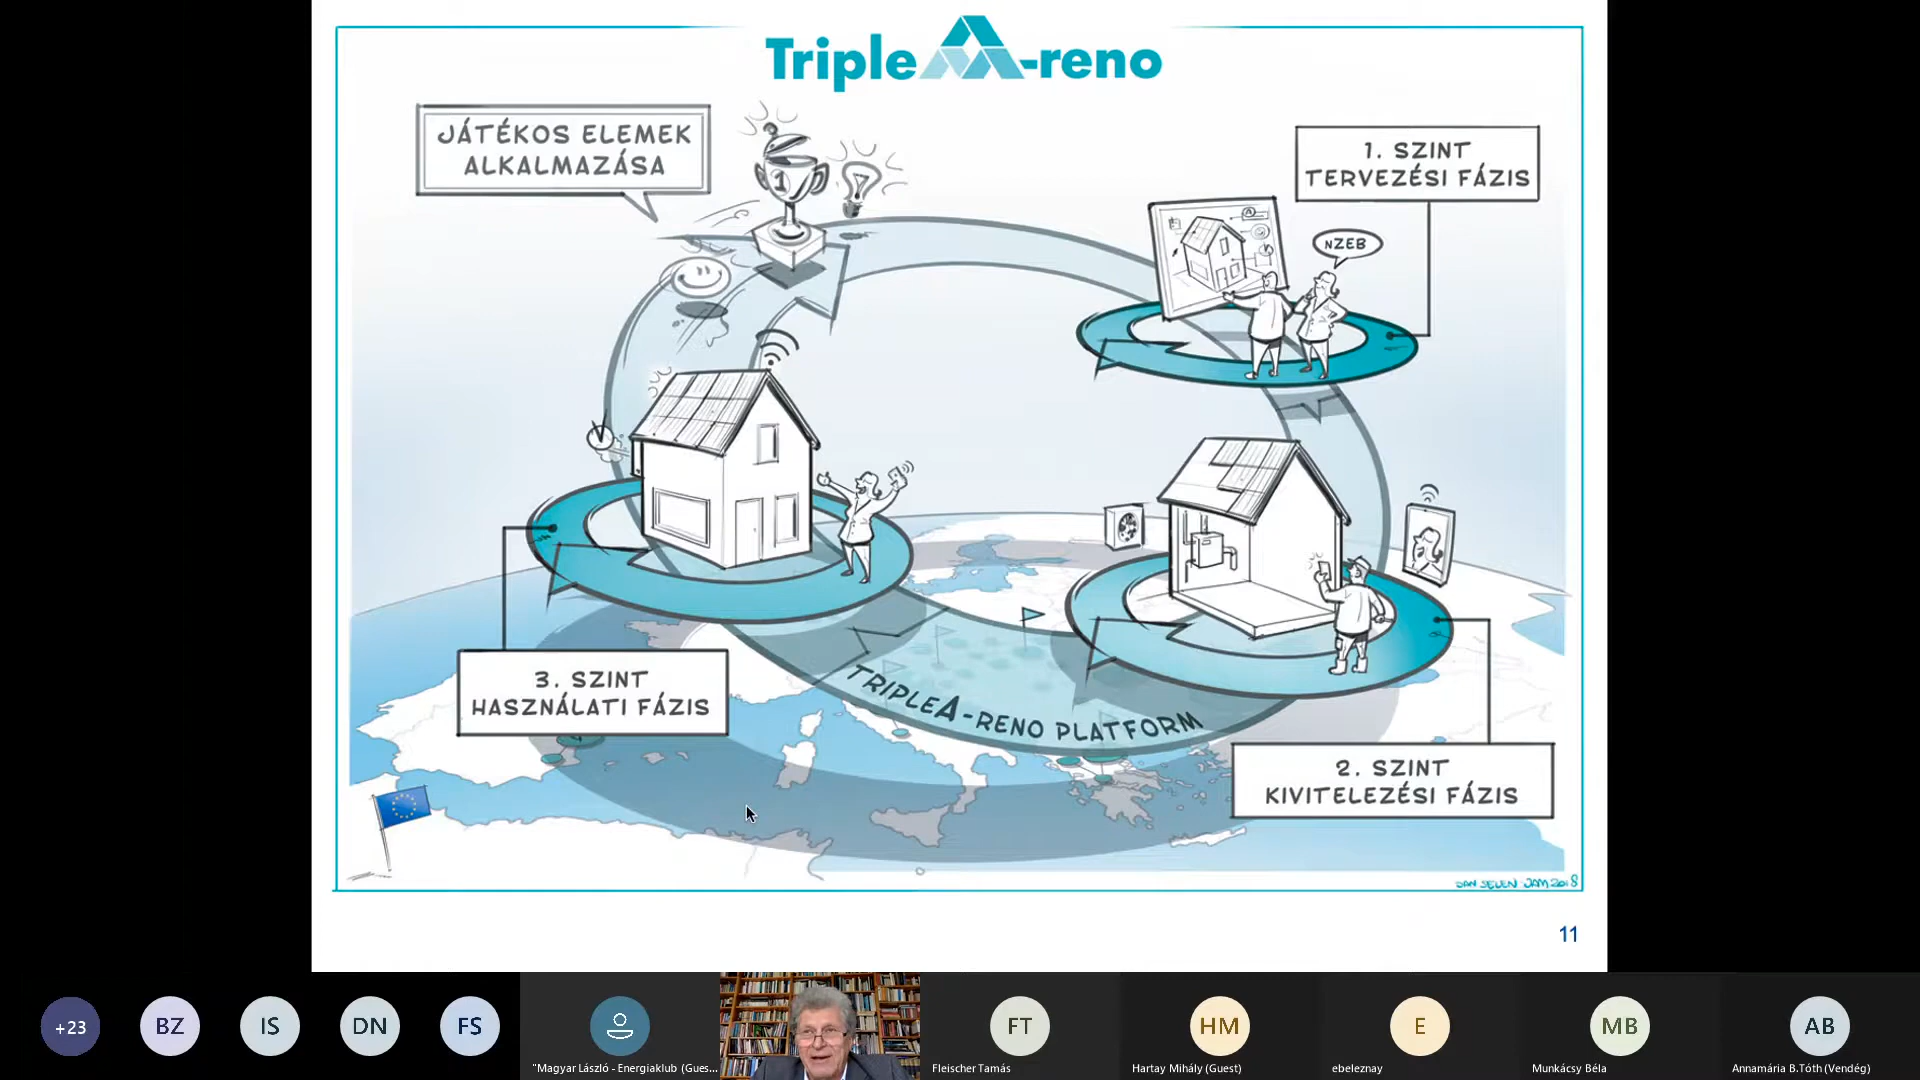 Triple A-reno
JÁTÉKOS ELEMEK
ALKALMAZÁSA
1
1. SZINT
TERVEZÉSI FÁZIS
NZEB
3. SZINT
HASZNÁLATI FÁZIS
TRIPLEA-RENO PLATFORM
2. SZINT
KIVITELEZÉSI FÁZIS
11
+23
BZ
IS
DN
FS
"Magyar László - Energiaklub (Gues...
FT
Fleischer Tamás
HM
Hartay Mihály (Guest)
E
ebeleznay
MB
Munkácsy Béla
AB
Annamária B.Tóth (Vendég)